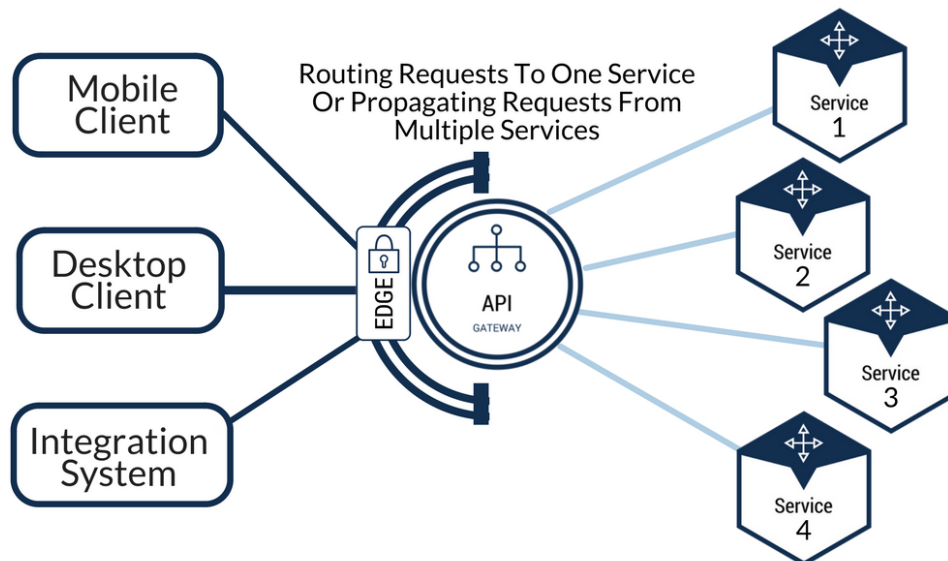 Mobile
Client
Desktop
Client
Integration
System
Routing Requests To One Service
Or Propagating Requests From
Multiple Services
EDGE
API
GATEWAY
Service
1
Service
2
Service
3
Service
4